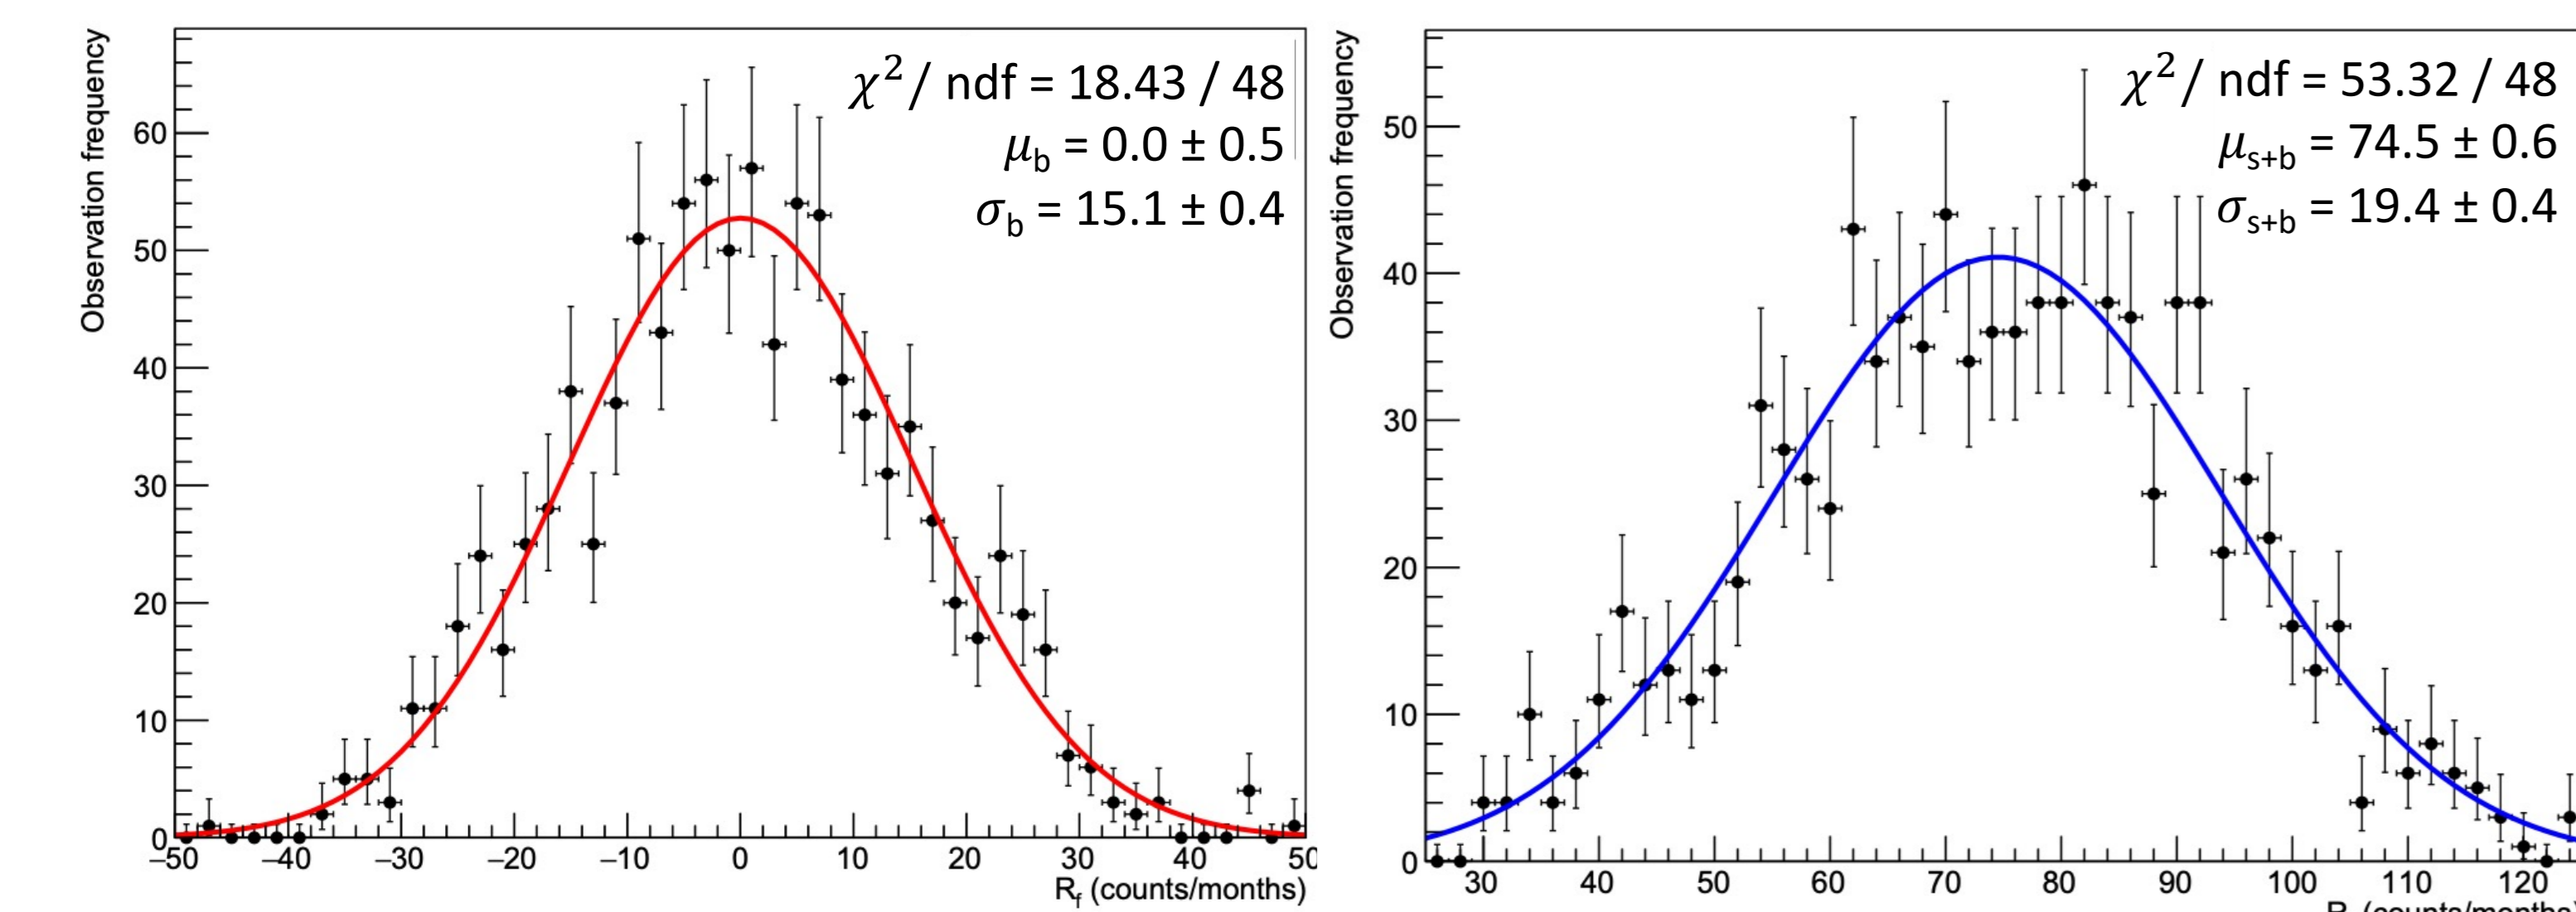 Observation frequency
χ²/ ndf = 18.43 / 48
μb = 0.0 ± 0.5
σb = 15.1 ± 0.4
60
50
40
30
20
10
0
−50 −40 −30 −20 −10 0 10 20 30 40 50
Rf (counts/months)
Observation frequency
χ²/ ndf = 53.32 / 48
μs+b = 74.5 ± 0.6
σs+b = 19.4 ± 0.4
50
40
30
20
10
0
30 40 50 60 70 80 90 100 110 120
(counts/months)